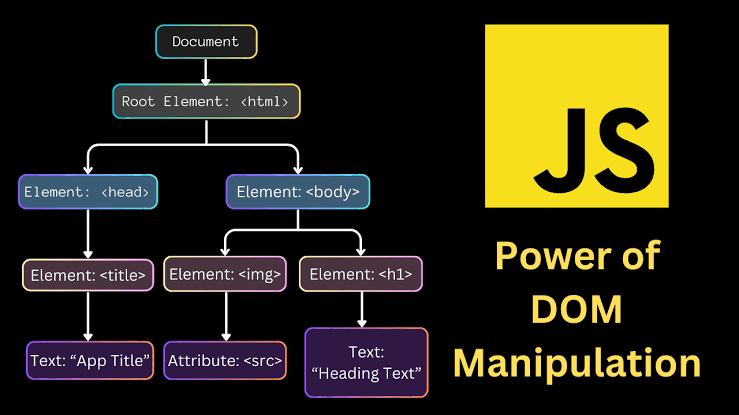 Document
Root Element: <html>
Element: <head>
Element: <body>
Element: <title>
Element: <img>
Element: <h1>
Text: “App Title”
Attribute: <src>
Text:
“Heading Text”
JS
Power of
DOM
Manipulation